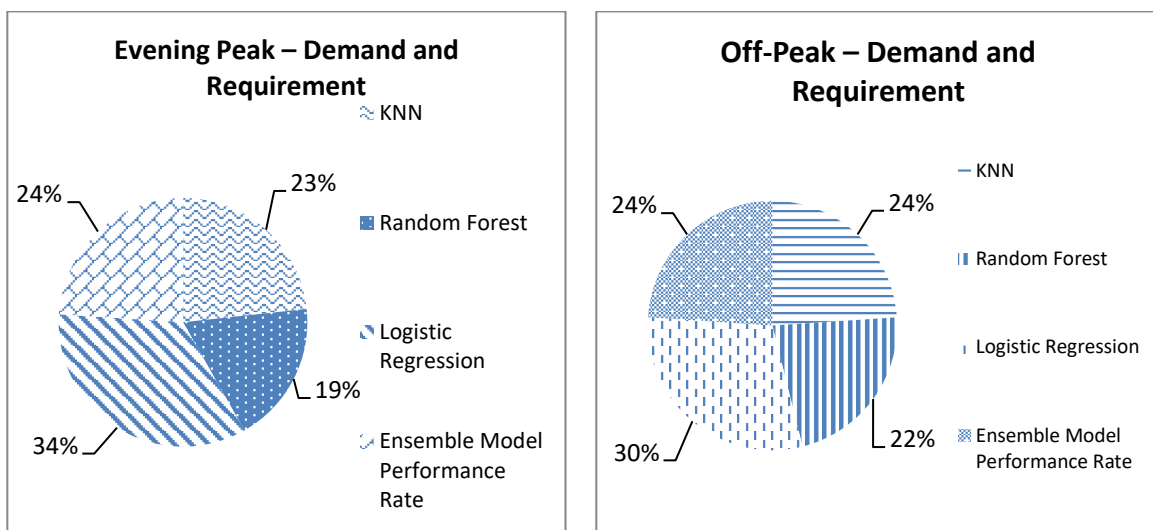 Evening Peak – Demand and
Requirement
KNN
24%
23%
Random Forest
Logistic
Regression
19%
34%
Ensemble Model
Performance
Rate
Off-Peak – Demand and
Requirement
KNN
24%
24%
Random Forest
Logistic Regression
30%
22%
Ensemble Model
Performance Rate